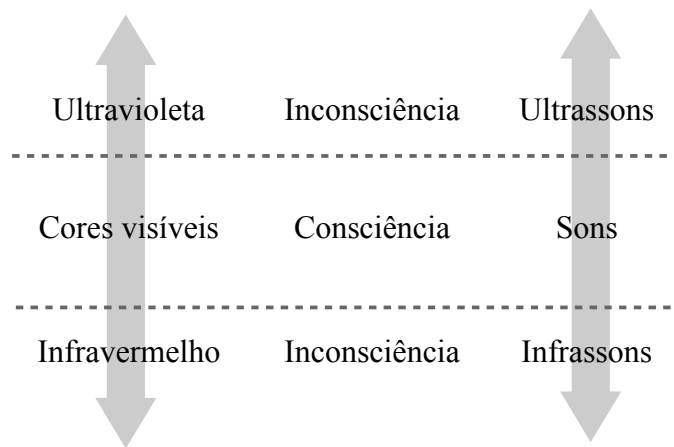 Ultravioleta Inconsciência Ultrassons
Cores visíveis Consciência Sons
Infravermelho Inconsciência Infrassons